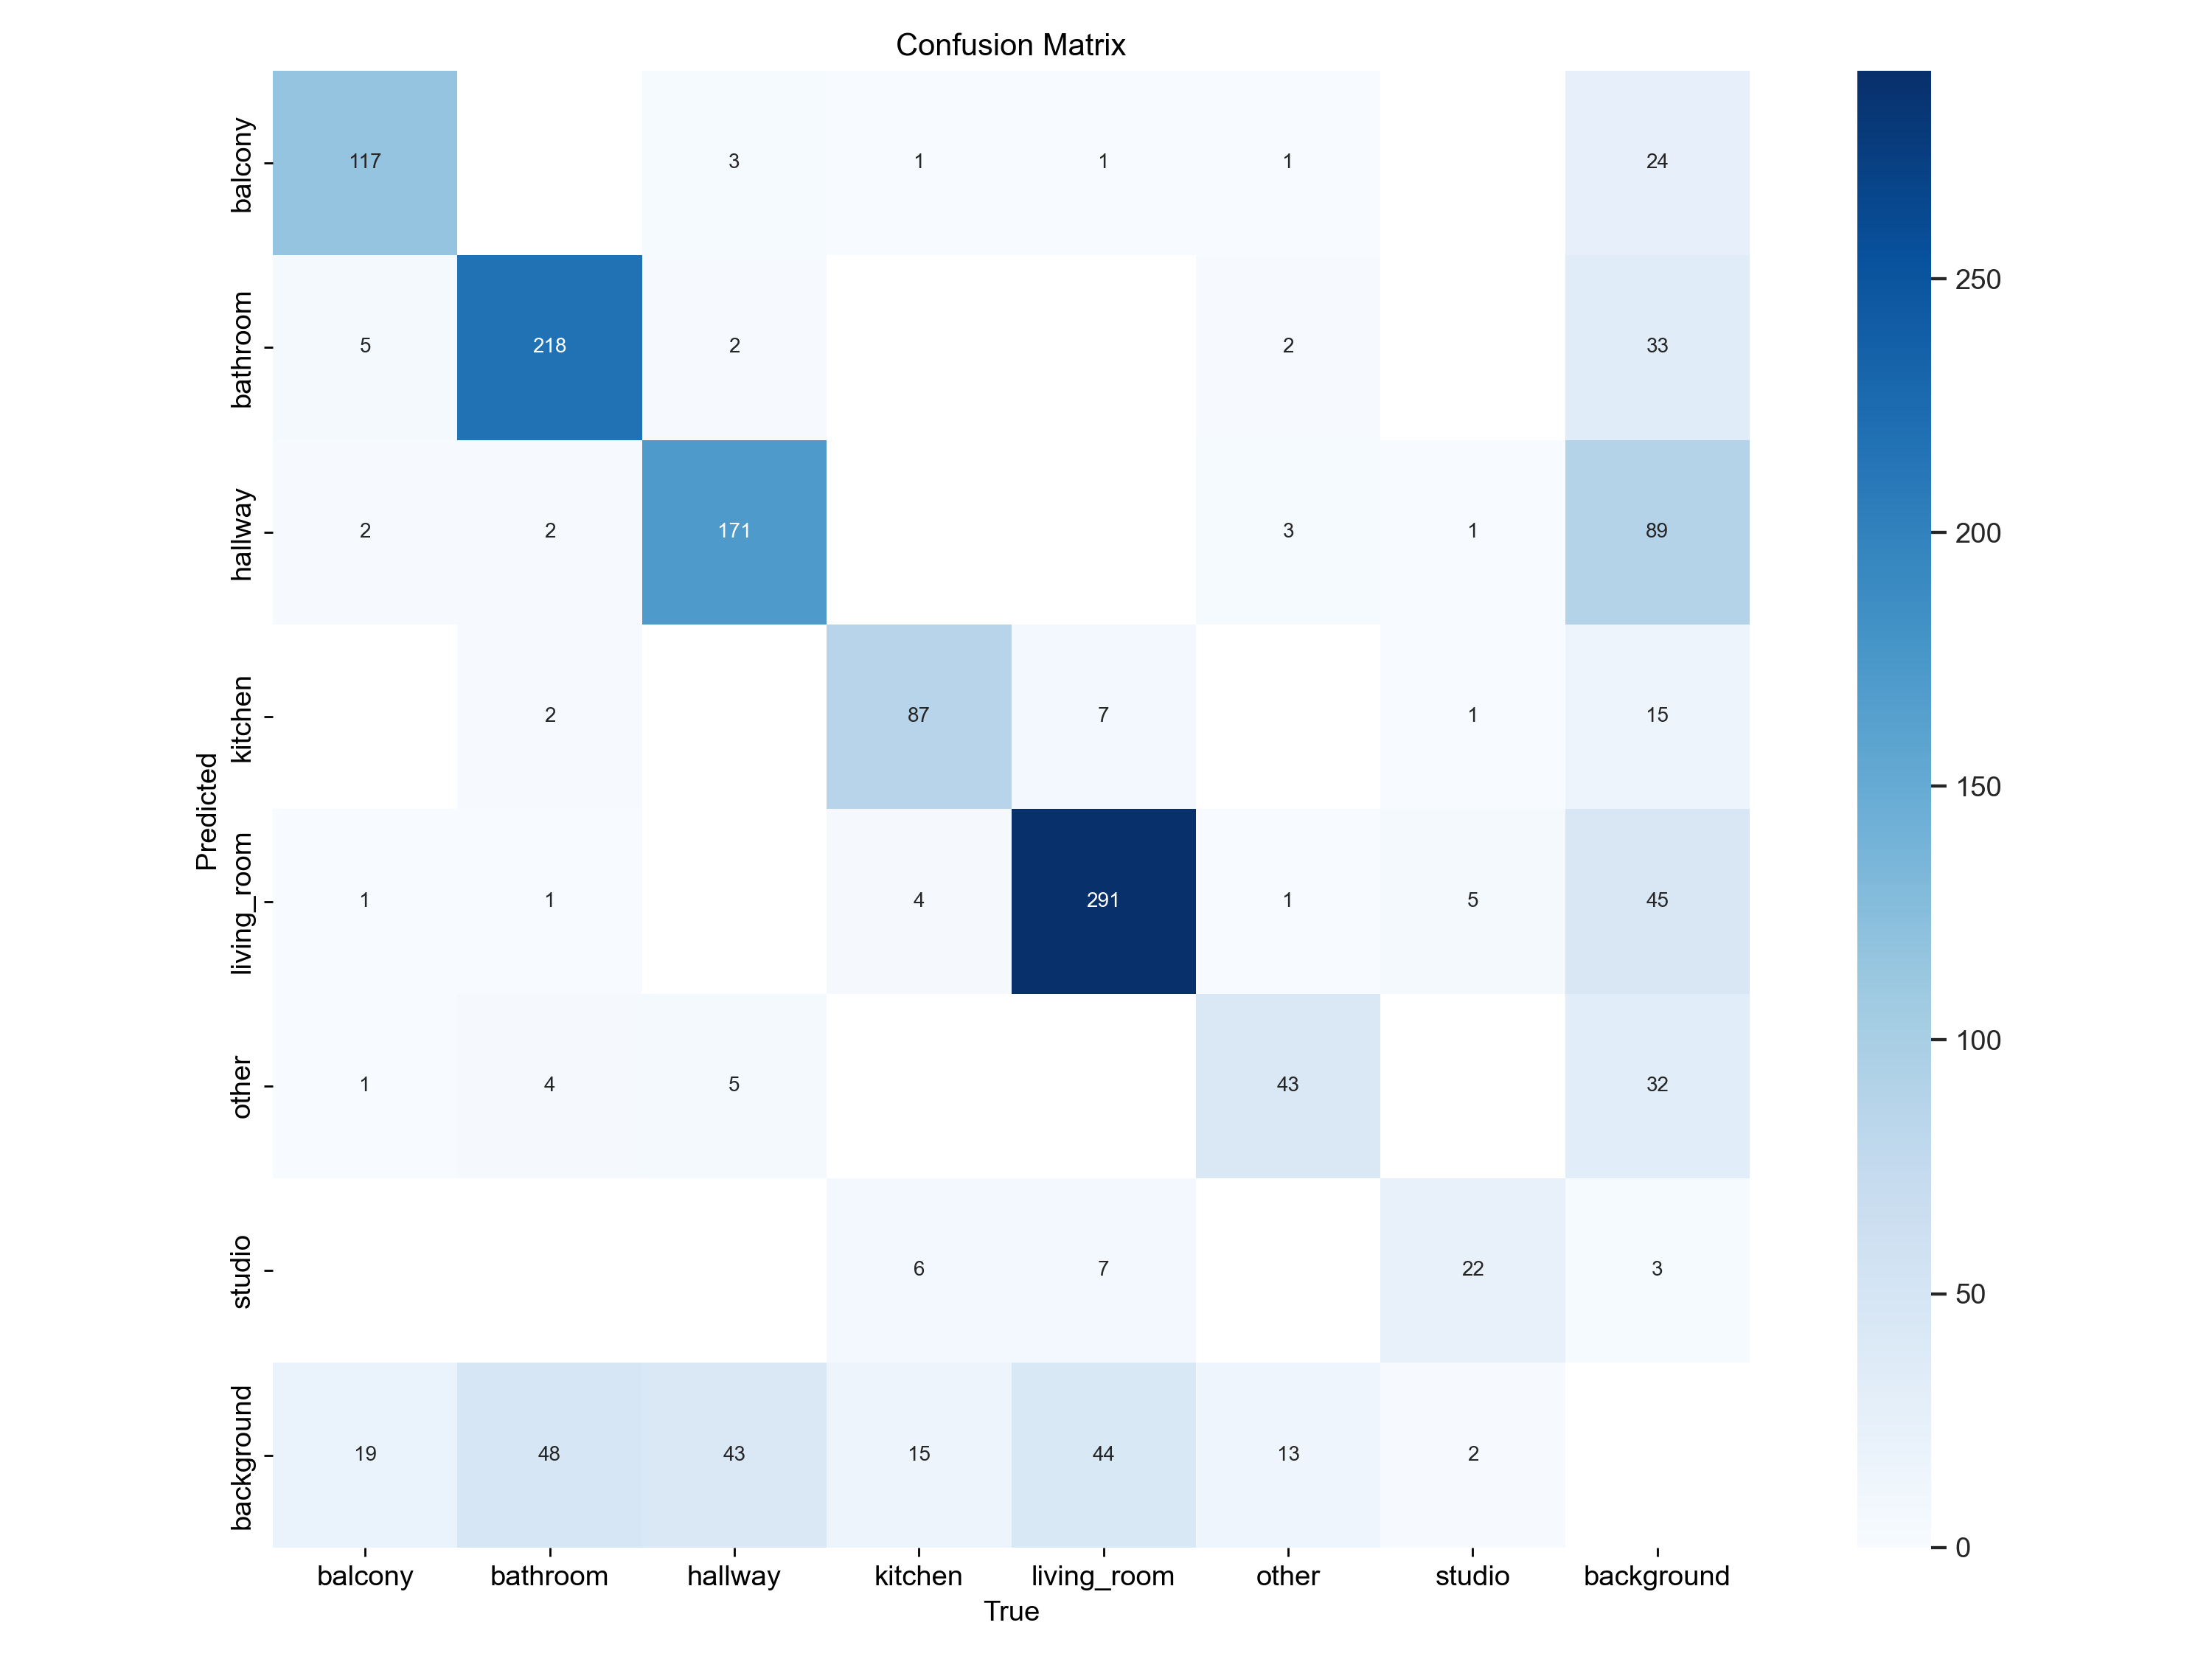 Confusion Matrix
balcony 117 3 1 1 1 24
bathroom 5 218 2 2 33
hallway 2 2 171 3 1 89
kitchen 2 87 7 1 15
living_room 1 1 4 291 1 5 45
other 1 4 5 43 32
studio 6 7 22 3
background 19 48 43 15 44 13 2
balcony bathroom hallway kitchen living_room other studio background
True
Predicted
250
200
150
100
50
0